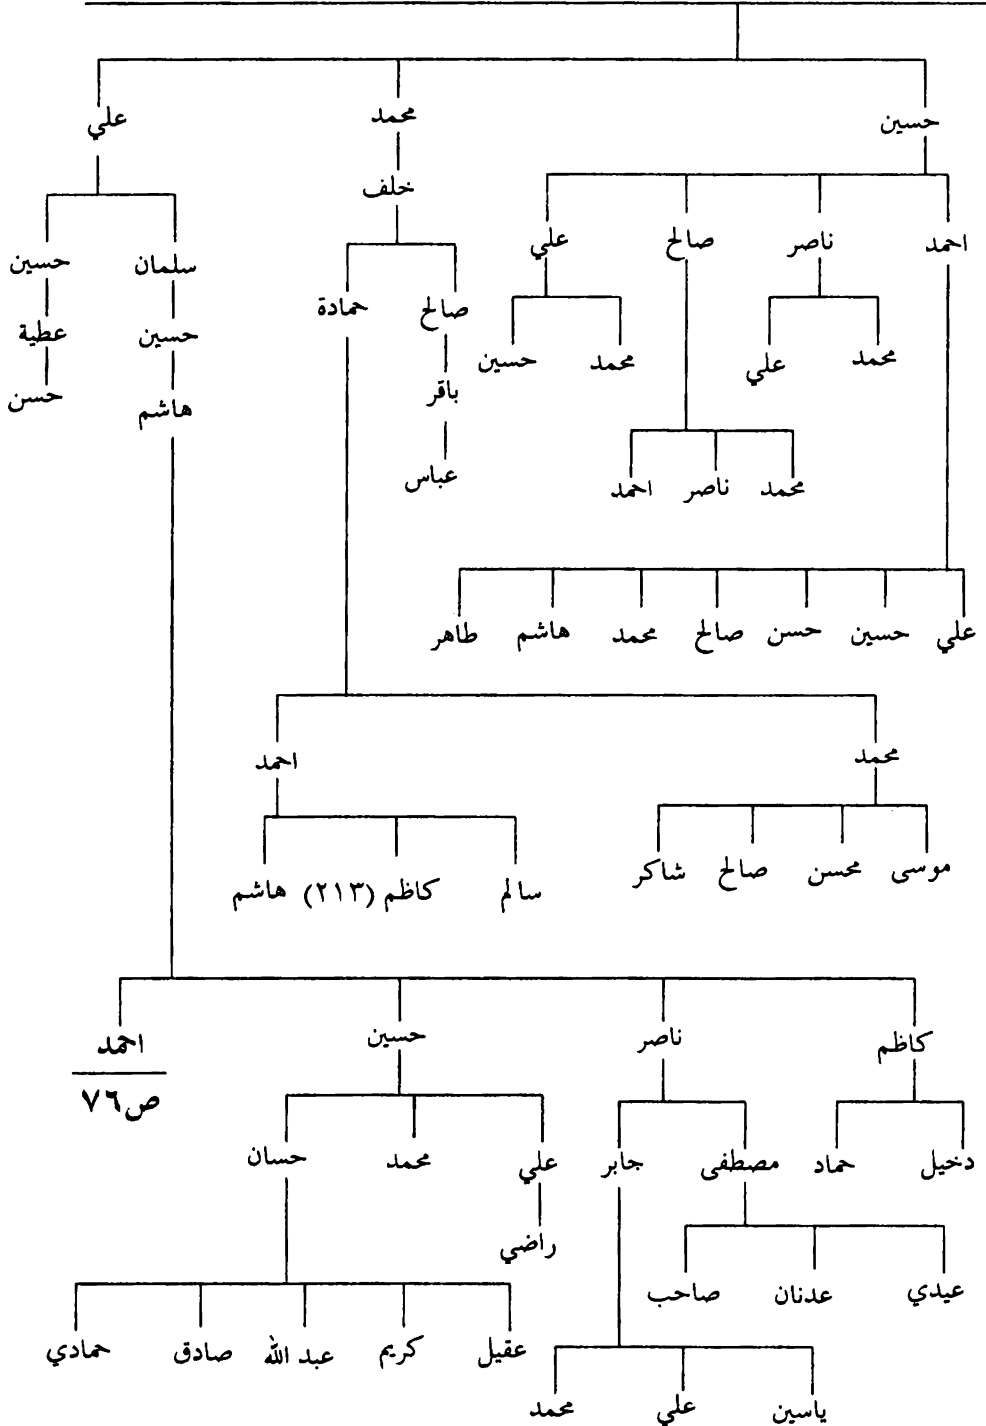 حسين محمد علي
خلف
احمد ناصر صالح علي
سلمان حسين
صالح حمادة
حسين عطية
محمد علي محمد حسين
باقر
هاشم حسن
عباس
محمد ناصر احمد
علي حسين حسن صالح محمد هاشم طاهر
محمد احمد
موسى محسن صالح شاكر
سالم كاظم (٢١٣) هاشم
كاظم ناصر حسين احمد
ص٧٦
دخيل حماد مصطفى جابر علي محمد حسان
راضي
عيدي عدنان صاحب
عقيل كريم عبد الله صادق حمادي
ياسين علي محمد